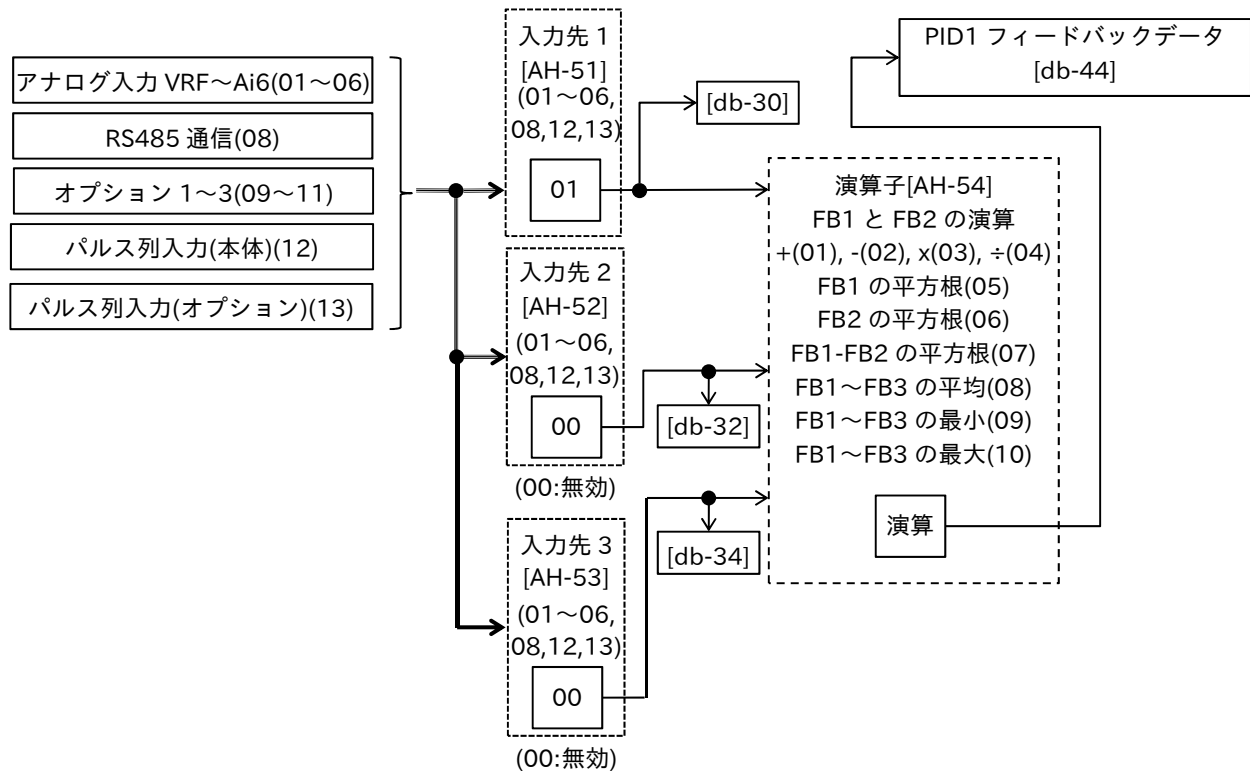 アナログ入力 VRF～Ai6(01～06)
RS485 通信(08)
オプション 1～3(09～11)
パルス列入力(本体)(12)
パルス列入力(オプション)(13)
入力先 1
[AH-51]
(01～06,
08,12,13)
01
[db-30]
入力先 2
[AH-52]
(01～06,
08,12,13)
00
(00:無効)
[db-32]
入力先 3
[AH-53]
(01～06,
08,12,13)
00
(00:無効)
[db-34]
演算子[AH-54]
FB1 と FB2 の演算
+(01), -(02), x(03), ÷(04)
FB1 の平方根(05)
FB2 の平方根(06)
FB1-FB2 の平方根(07)
FB1～FB3 の平均(08)
FB1～FB3 の最小(09)
FB1～FB3 の最大(10)
演算
PID1 フィードバックデータ
[db-44]